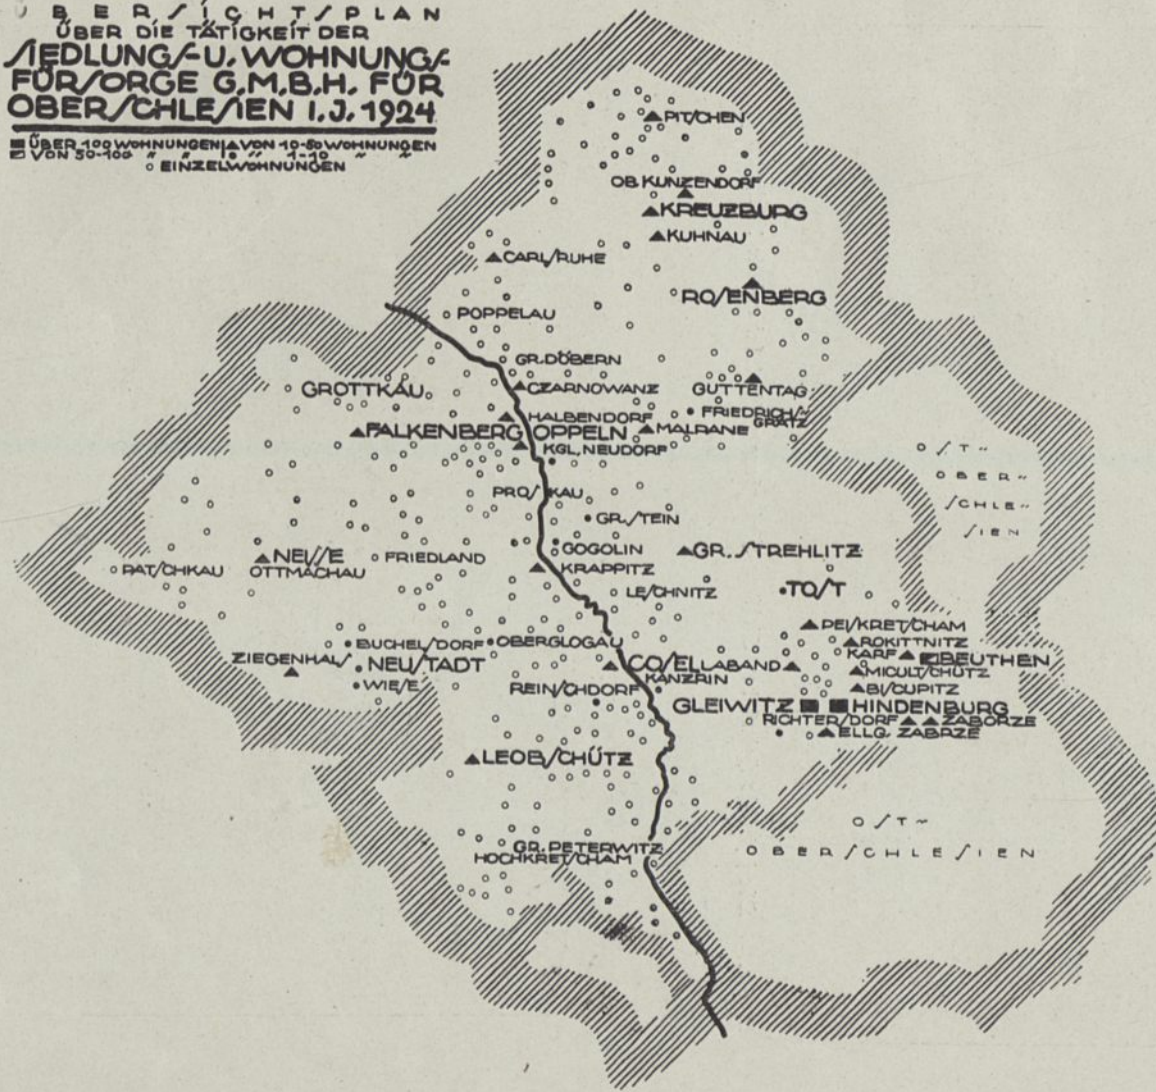 ÜBERSICHTSPLAN
ÜBER DIE TÄTIGKEIT DER
SIEDLUNGS-U. WOHNUNGS-
FÜRSORGE G.M.B.H. FÜR
OBERSCHLESIEN I.J. 1924
ÜBER 100 WOHNUNGEN VON 10-50 WOHNUNGEN
VON 50-100 " " " 1-10 " "
EINZELWOHNUNGEN
PITSCHEN
OB. KUNZENDORF
KREUZBURG
KUHNAU
CARLSRUHE
ROSENBERG
POPPELAU
GR. DÖBERN
GROTTKAU
CZARNOWANZ
GUTTENTAG
HALBENDORF
FRIEDRICHS-
GRÄTZ
FALKENBERG
OPPELN
MALPANE
KGL. NEUDORF
OST-
OBER-
SCHLE-
SIEN
PROSKAU
GR. STEIN
NEISSE
FRIEDLAND
GOGOLIN
GR. STREHLITZ
PATSCHKAU
OTTMACHAU
KRAPPITZ
LESCHNITZ
TOST
PEISKRETSCHAM
BUCHELSDORF
OBERGLOGAU
ROKITTNITZ
ZIEGENHALS
NEUSTADT
COSEL
LABAND
KARF
BEUTHEN
MICULTSCHÜTZ
WIESE
REINSCHDORF
KANZRIN
BISCUPITZ
GLEIWITZ
HINDENBURG
RICHTERSDORF
ZABORZE
ELLG. ZABRZE
LEOBSCHÜTZ
OST-
OBERSCHLESIEN
GR. PETERWITZ
HOCHKRETSCHAM